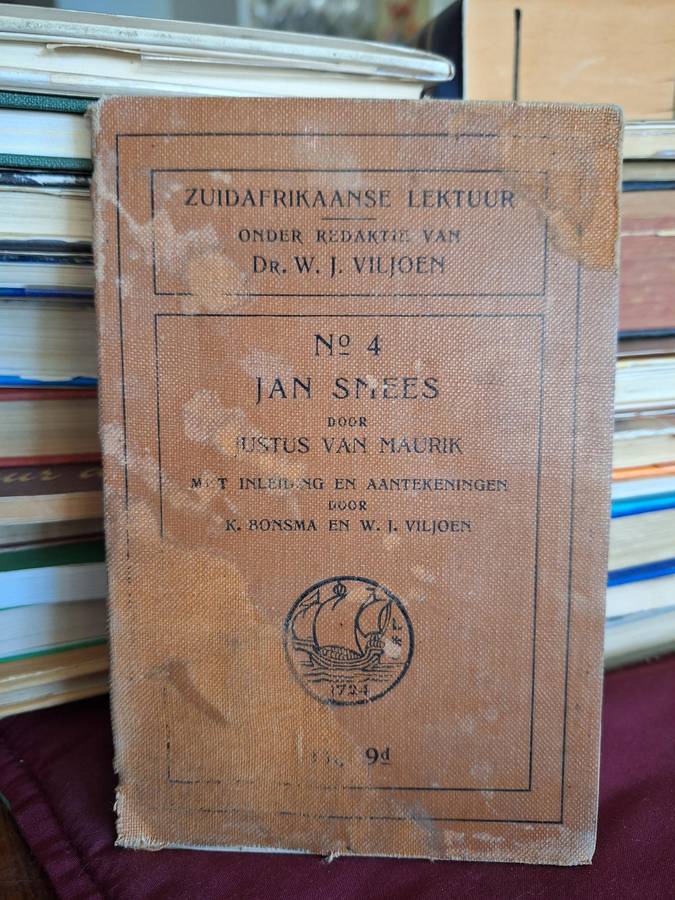 ZUIDAFRIKAANSE LEKTUUR
ONDER REDAKTIE VAN
DR. W. J. VILJOEN
Nº 4
JAN SMEES
DOOR
JUSTUS VAN MAURIK
MET INLEIDING EN AANTEKENINGEN
DOOR
K. BONSMA EN W. J. VILJOEN
1724
9d